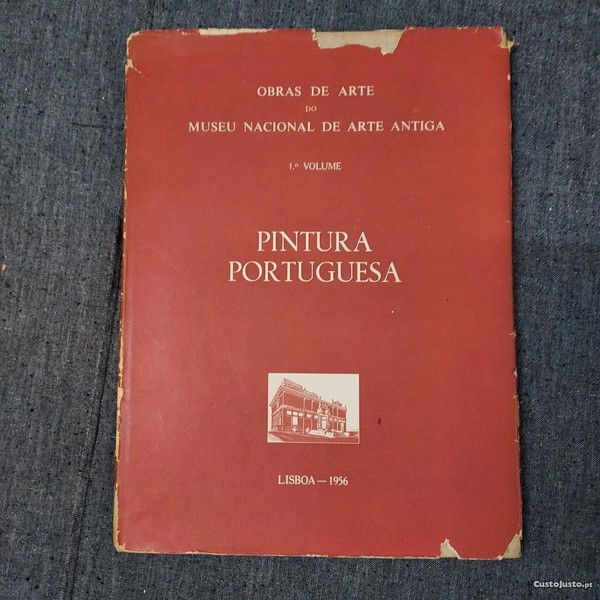 OBRAS DE ARTE
DO
MUSEU NACIONAL DE ARTE ANTIGA
1.º VOLUME
PINTURA
PORTUGUESA
LISBOA — 1956
CustoJusto.pt